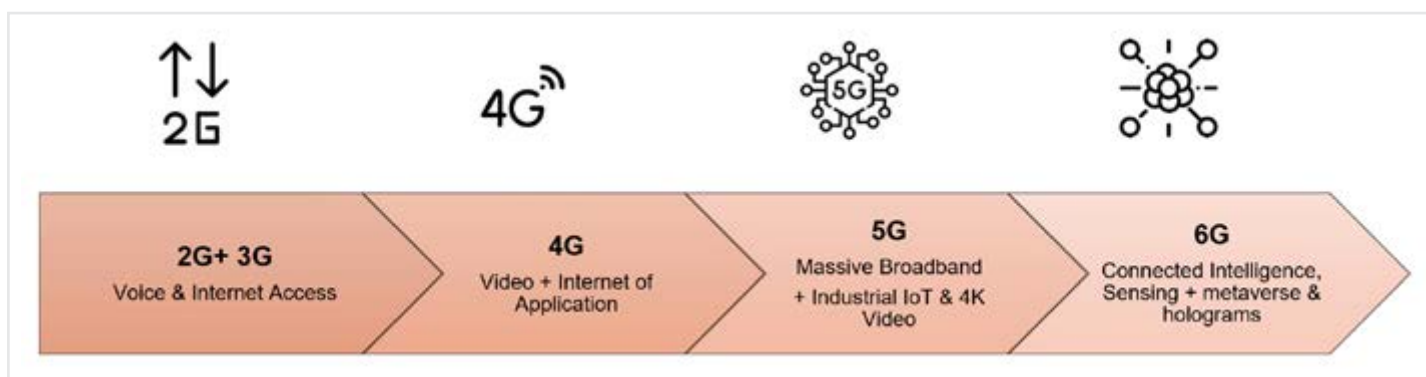 2G
4G
5G
2G+ 3G
Voice & Internet Access
4G
Video + Internet of
Application
5G
Massive Broadband
+ Industrial IoT & 4K
Video
6G
Connected Intelligence,
Sensing + metaverse &
holograms